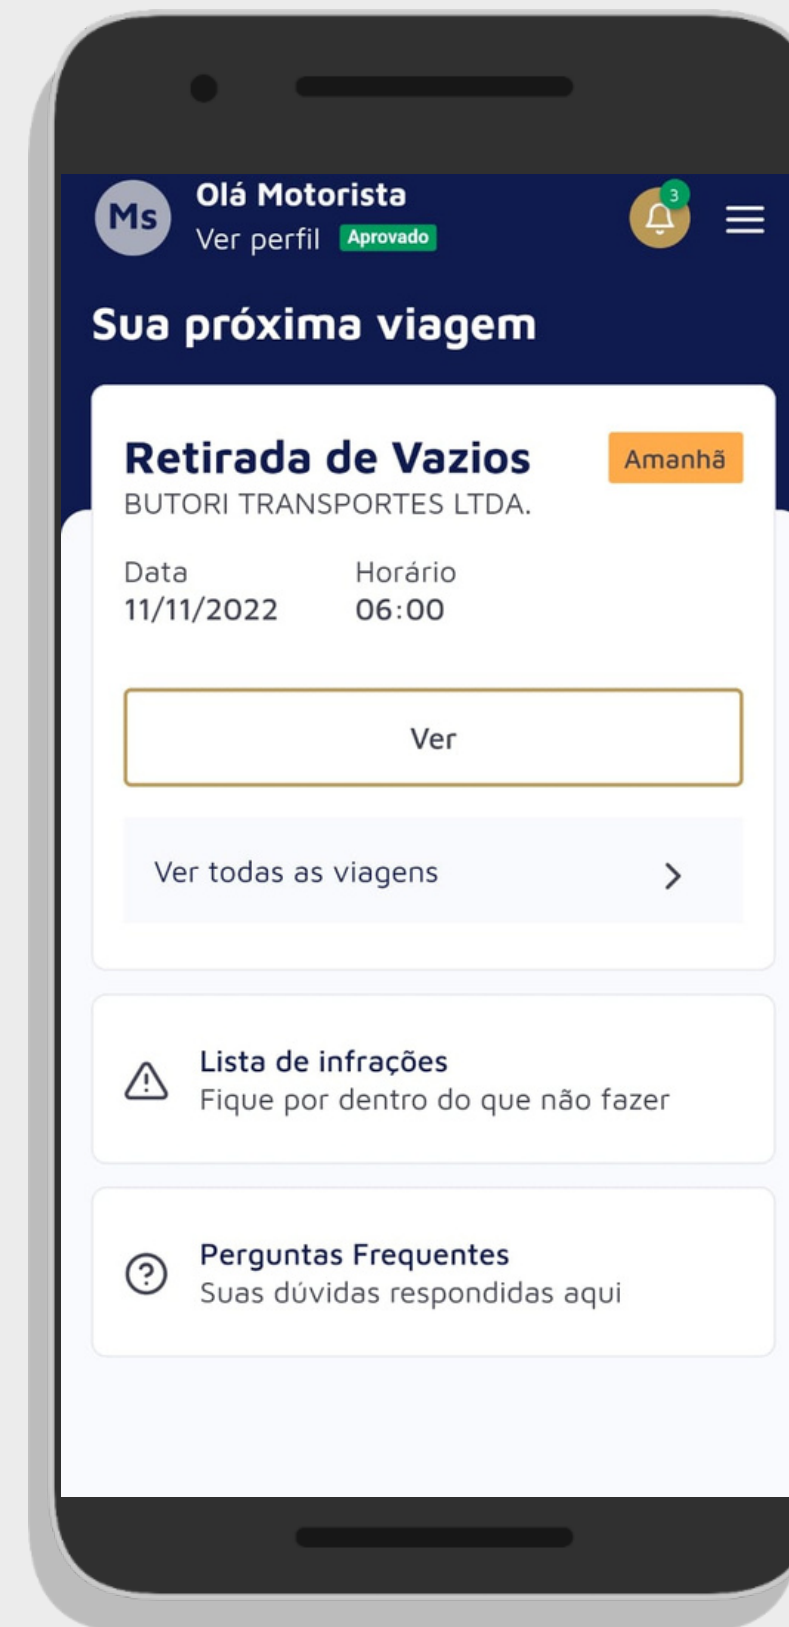 Ms
Olá Motorista
Ver perfil Aprovado
3
Sua próxima viagem
Retirada de Vazios
Amanhã
BUTORI TRANSPORTES LTDA.
Data Horário
11/11/2022 06:00
Ver
Ver todas as viagens
Lista de infrações
Fique por dentro do que não fazer
Perguntas Frequentes
Suas dúvidas respondidas aqui